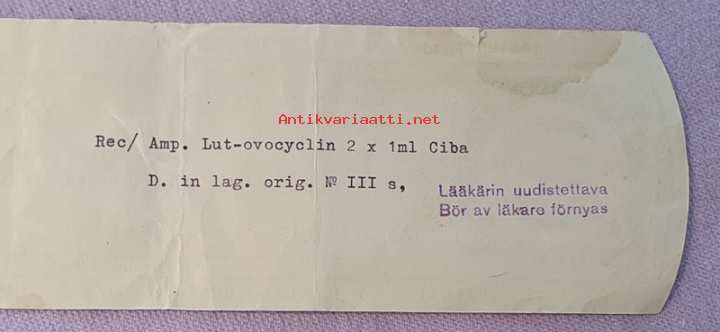 Antikvariaatti.net
Rec/ Amp. Lut-ovocyclin 2 x 1ml Ciba
D. in lag. orig. № III s,
Lääkärin uudistettava
Bör av läkare förnyas